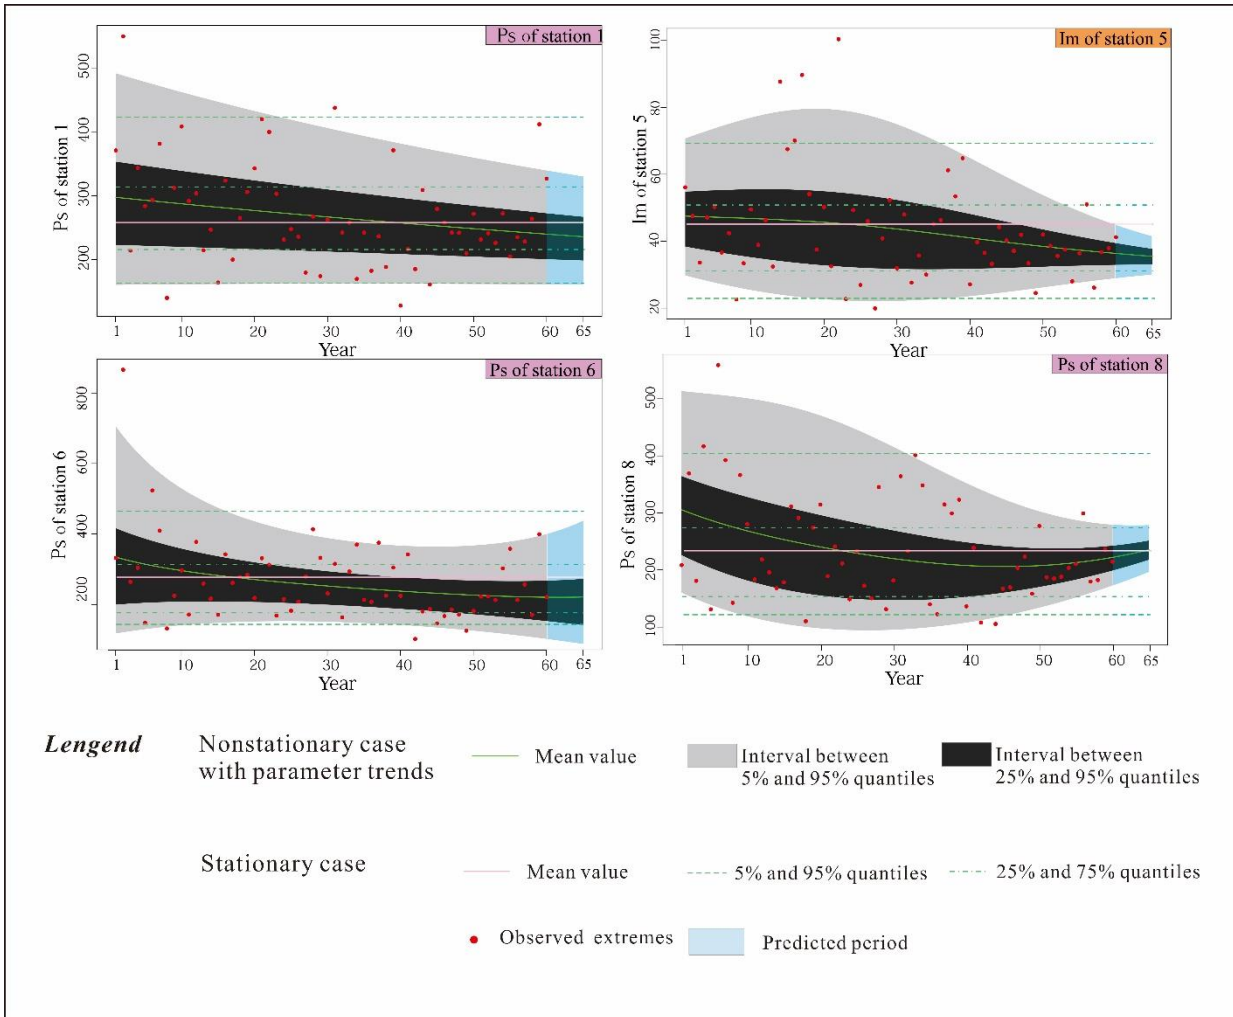 Ps of station 1
Ps of station 1
500
400
300
200
1
10
20
30
40
50
60
65
Year
Im of station 5
Im of station 5
100
80
60
40
20
1
10
20
30
40
50
60
65
Year
Ps of station 6
Ps of station 6
800
600
400
200
1
10
20
30
40
50
60
65
Year
Ps of station 8
Ps of station 8
500
400
300
200
100
1
10
20
30
40
50
60
65
Year
Lengend
Nonstationary case
with parameter trends
Mean value
Interval between
5% and 95% quantiles
Interval between
25% and 95% quantiles
Stationary case
Mean value
5% and 95% quantiles
25% and 75% quantiles
Observed extremes
Predicted period